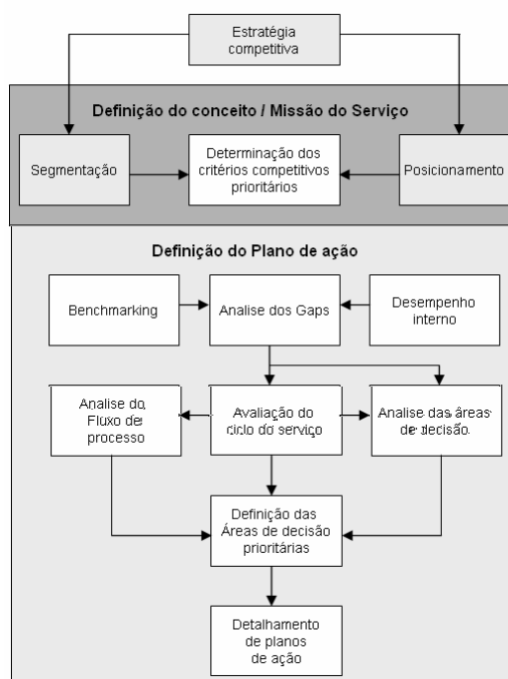 Estratégia
competitiva
Definição do conceito / Missão do Serviço
Segmentação
Determinação dos
critérios competitivos
prioritários
Posicionamento
Definição do Plano de ação
Benchmarking
Analise dos Gaps
Desempenho
interno
Analise do
Fluxo de
processo
Avaliação do
ciclo do serviço
Analise das áreas
de decisão.
Definição das
Áreas de decisão
prioritárias
Detalhamento
de planos
de ação